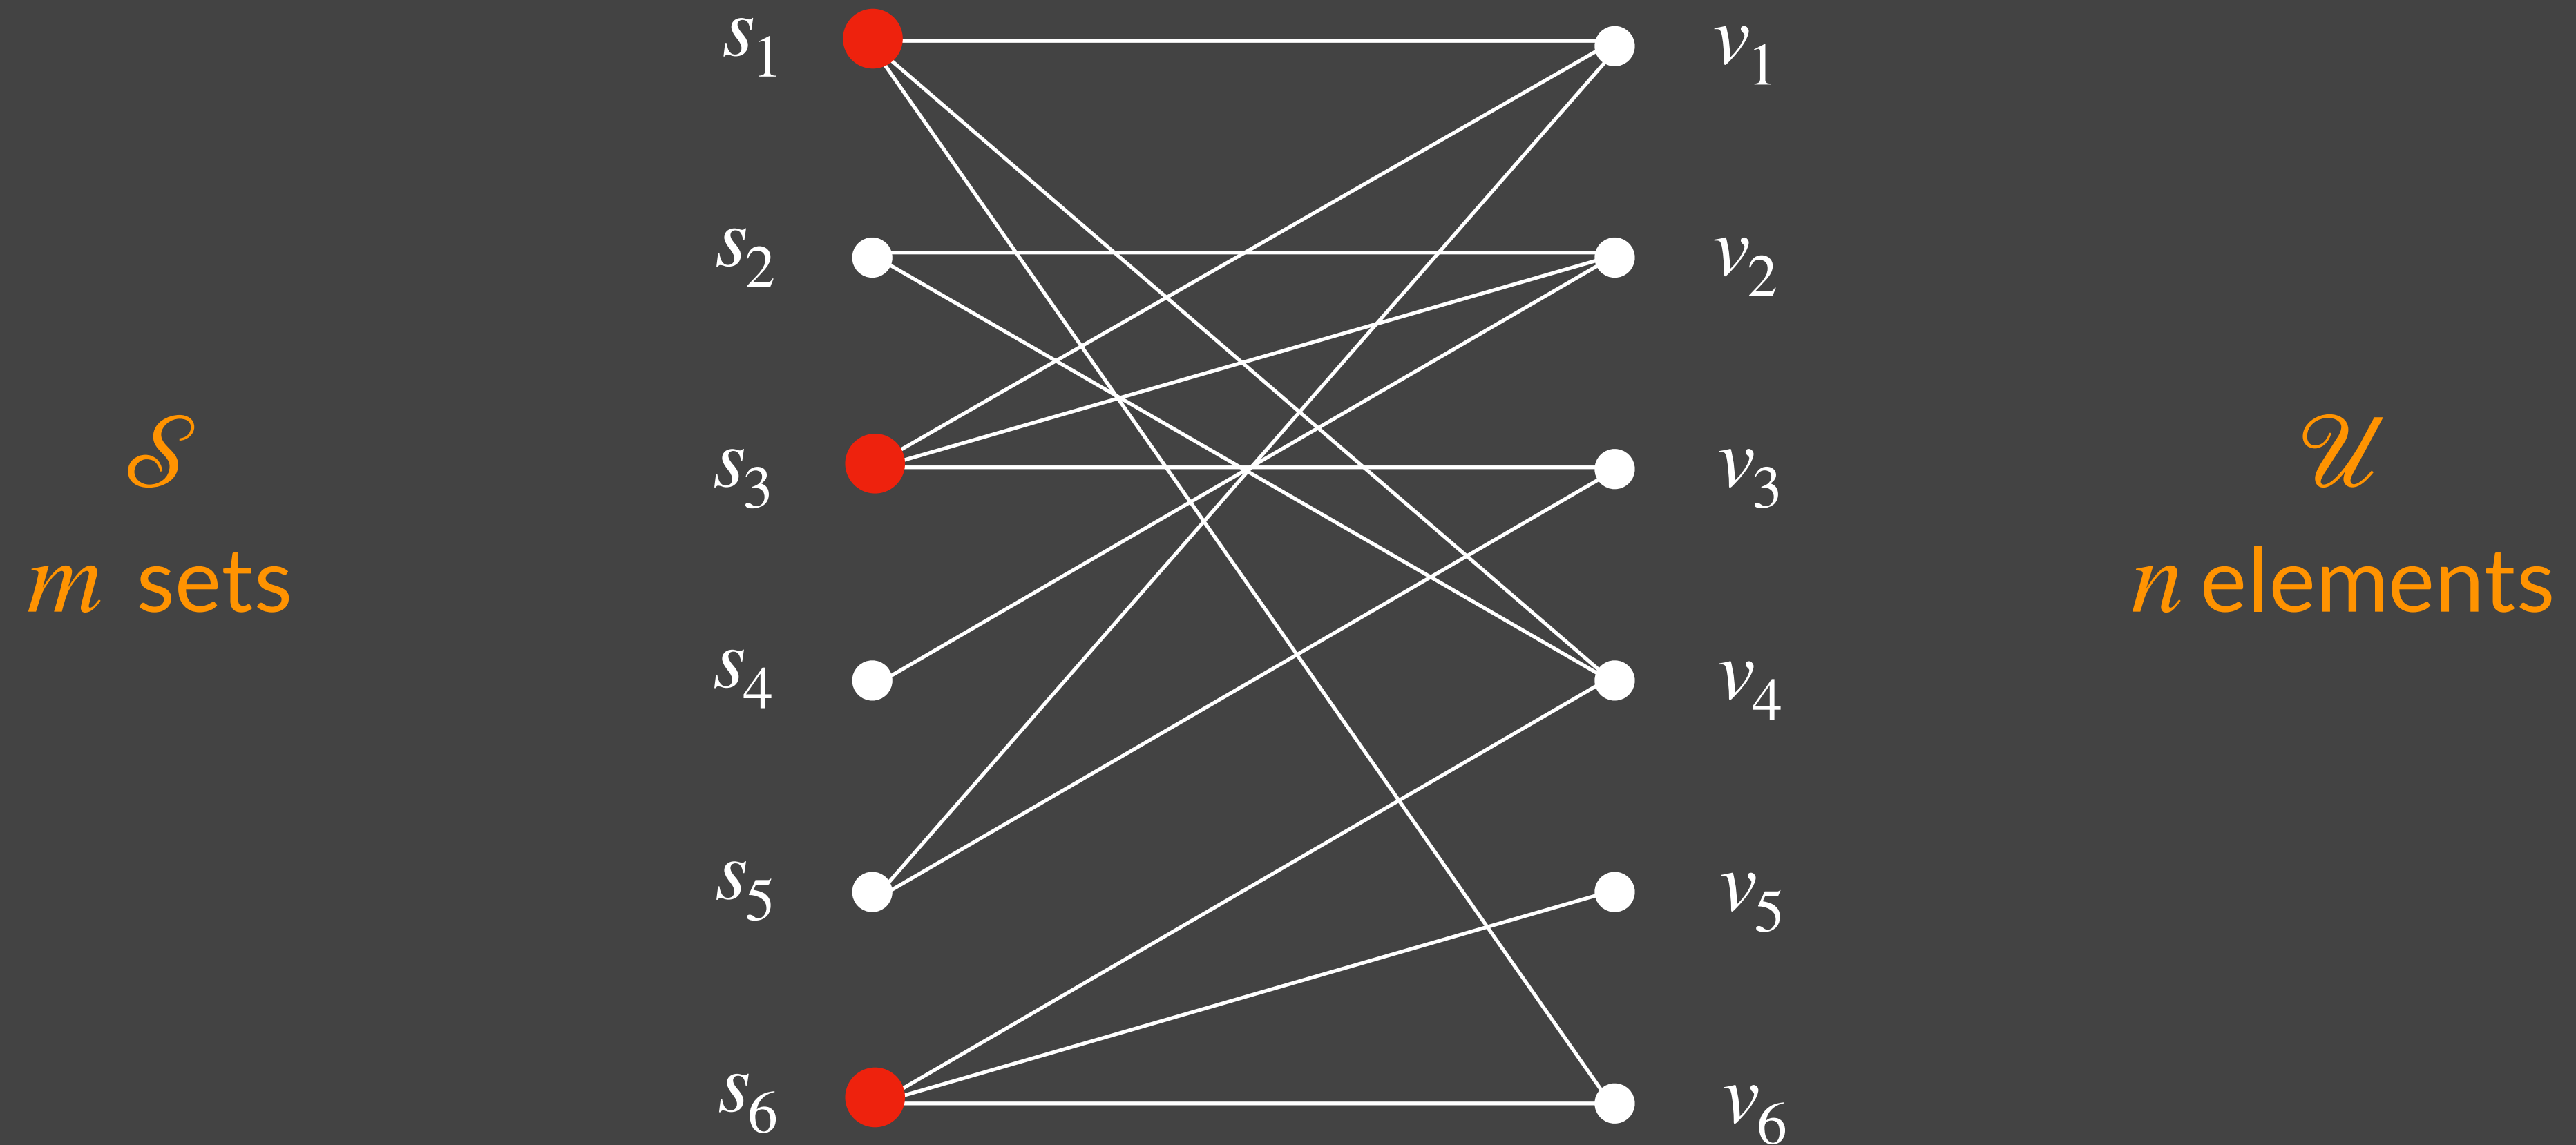 s₁ v₁
s₂ v₂
𝒮 s₃ v₃ 𝒰
m sets n elements
s₄ v₄
s₅ v₅
s₆ v₆